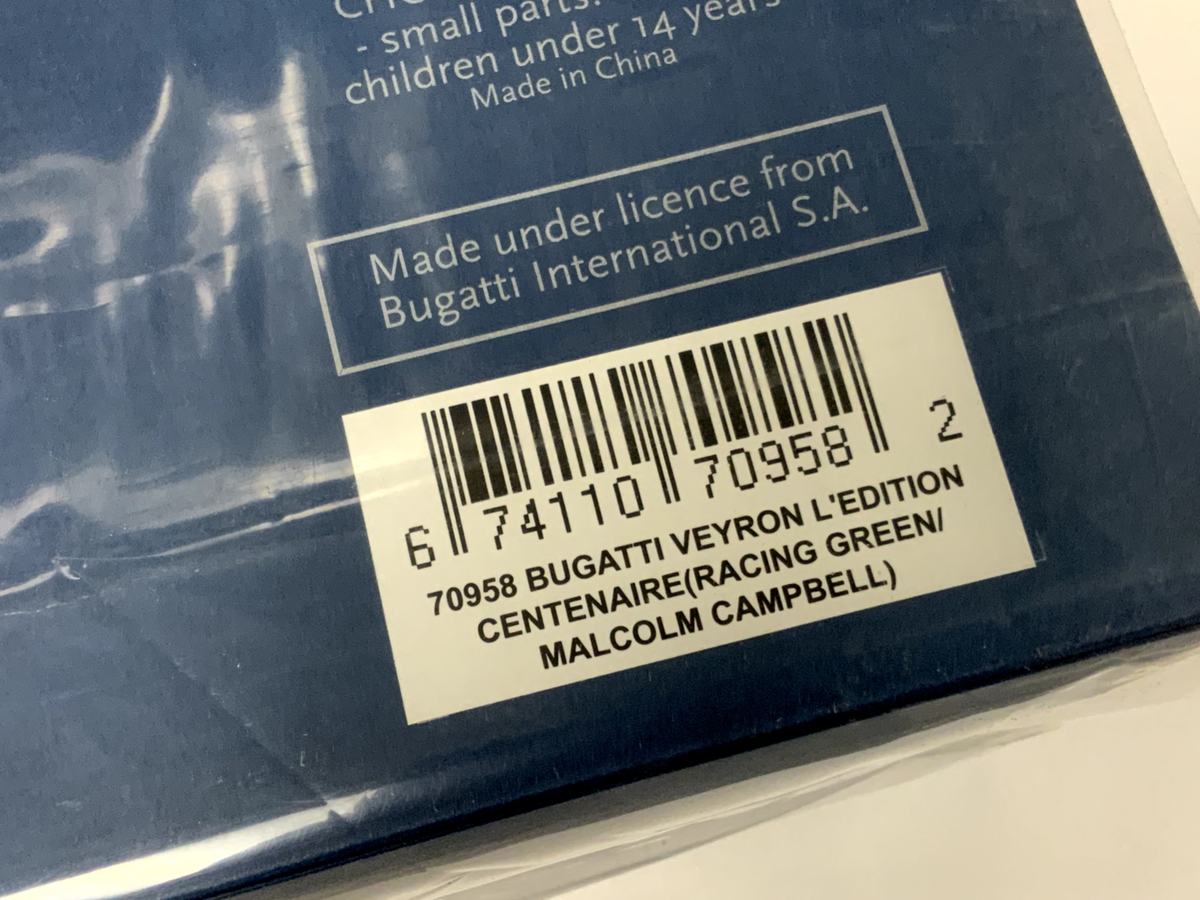 - small parts.
children under 14 years
Made in China
Made under licence from
Bugatti International S.A.
6 74110 70958 2
70958 BUGATTI VEYRON L'EDITION
CENTENAIRE(RACING GREEN/
MALCOLM CAMPBELL)